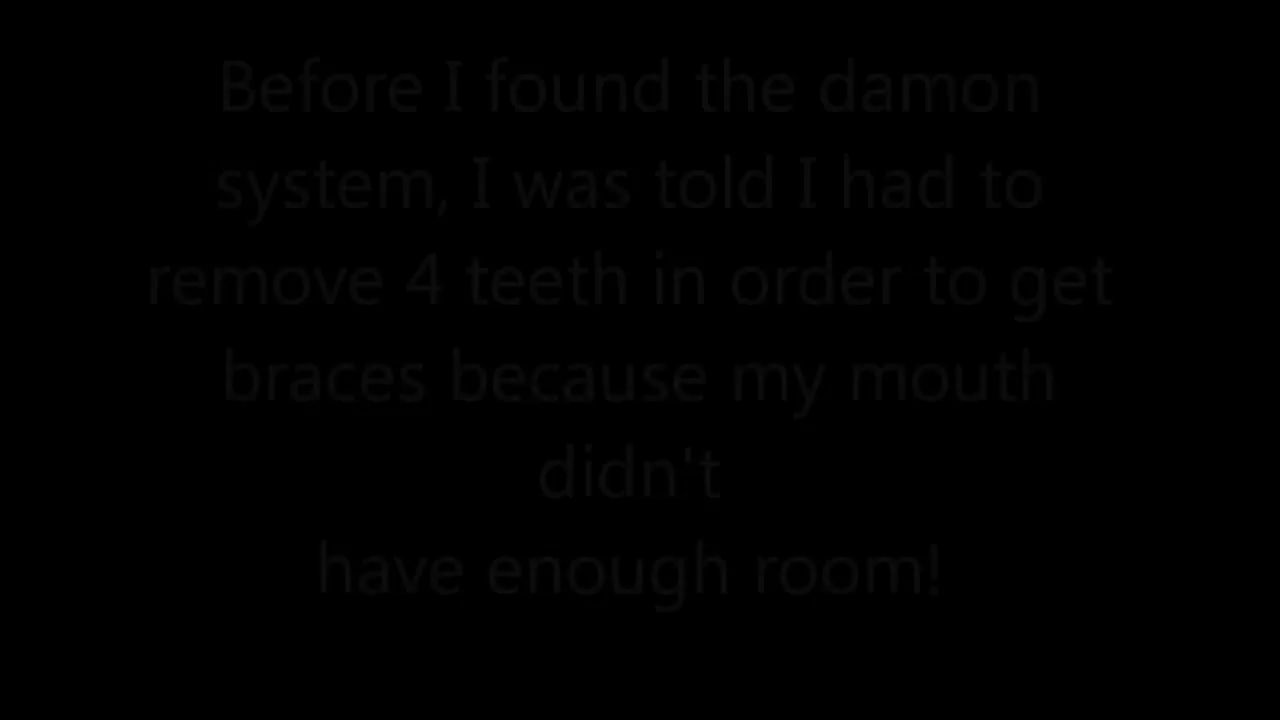 Before I found the damon
system, I was told I had to
remove 4 teeth in order to get
braces because my mouth
didn't
have enough room!